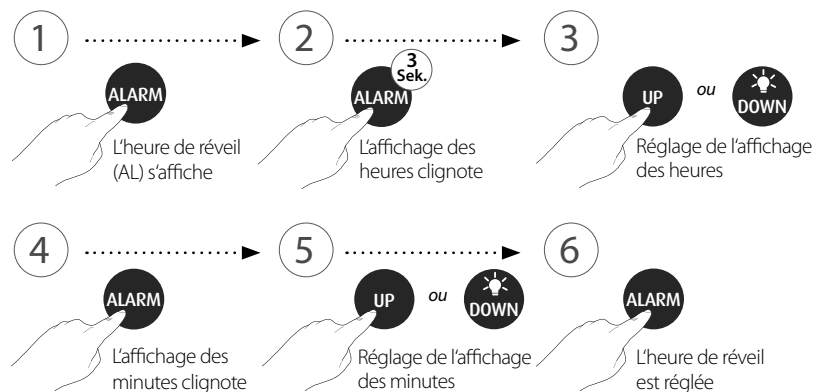 1
ALARM
L'heure de réveil
(AL) s'affiche
2
3
Sek.
ALARM
L'affichage des
heures clignote
3
UP
ou
DOWN
Réglage de l'affichage
des heures
4
ALARM
L'affichage des
minutes clignote
5
UP
ou
DOWN
Réglage de l'affichage
des minutes
6
ALARM
L'heure de réveil
est réglée